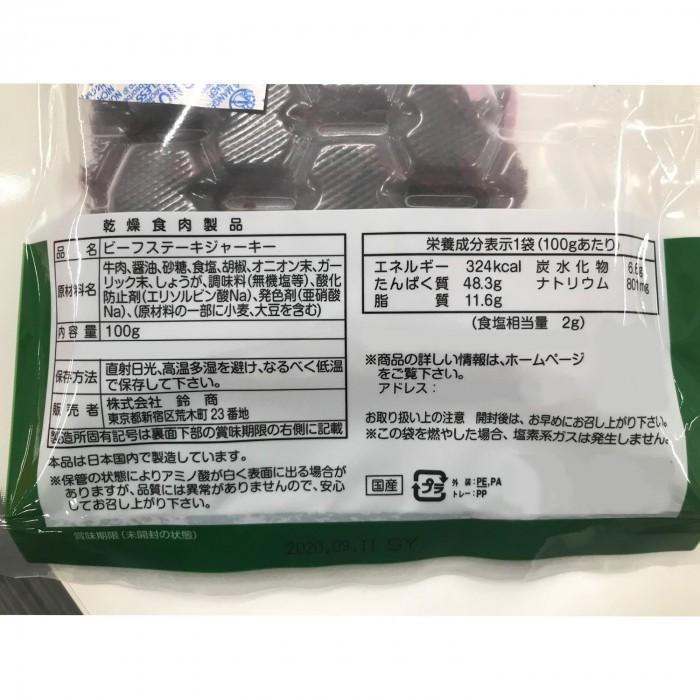 乾燥食肉製品
品名 ビーフステーキジャーキー
原材料名 牛肉、醤油、砂糖、食塩、胡椒、オニオン末、ガー
リック末、しょうが、調味料(無機塩等)、酸化
防止剤(エリソルビン酸Na)、発色剤(亜硝酸
Na)、(原材料の一部に小麦、大豆を含む)
内容量 100g
保存方法 直射日光、高温多湿を避け、なるべく低温
で保存して下さい。
販売者 株式会社 鈴商
東京都新宿区荒木町23番地
製造所固有記号は裏面下部の賞味期限の右側に記載
本品は日本国内で製造しています。
※保管の状態によりアミノ酸が白く表面に出る場合が
ありますが、品質には異常がありませんので、安心
してお召し上がり下さい。
栄養成分表示1袋(100gあたり)
エネルギー 324kcal 炭水化物 6.6g
たんぱく質 48.3g ナトリウム 801mg
脂質 11.6g
(食塩相当量 2g)
※商品の詳しい情報は、ホームページ
をご覧下さい。
アドレス:
お取り扱い上の注意 開封後は、お早めにお召し上がり下さい。
※この袋を燃やした場合、塩素系ガスは発生しません。
国産 プラ 外装:PE,PA
トレー:PP
賞味期限(未開封の状態)
2020.09.11 SY